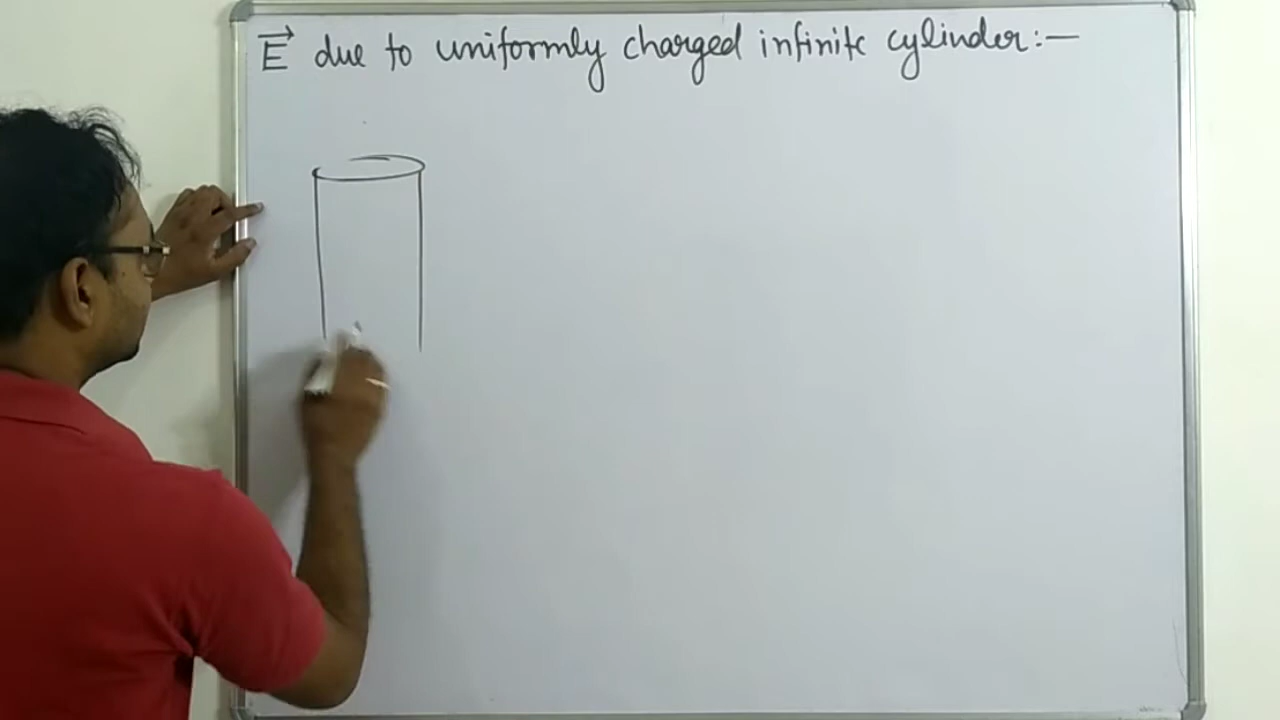 E⃗ due to uniformly charged infinite cylinder:—